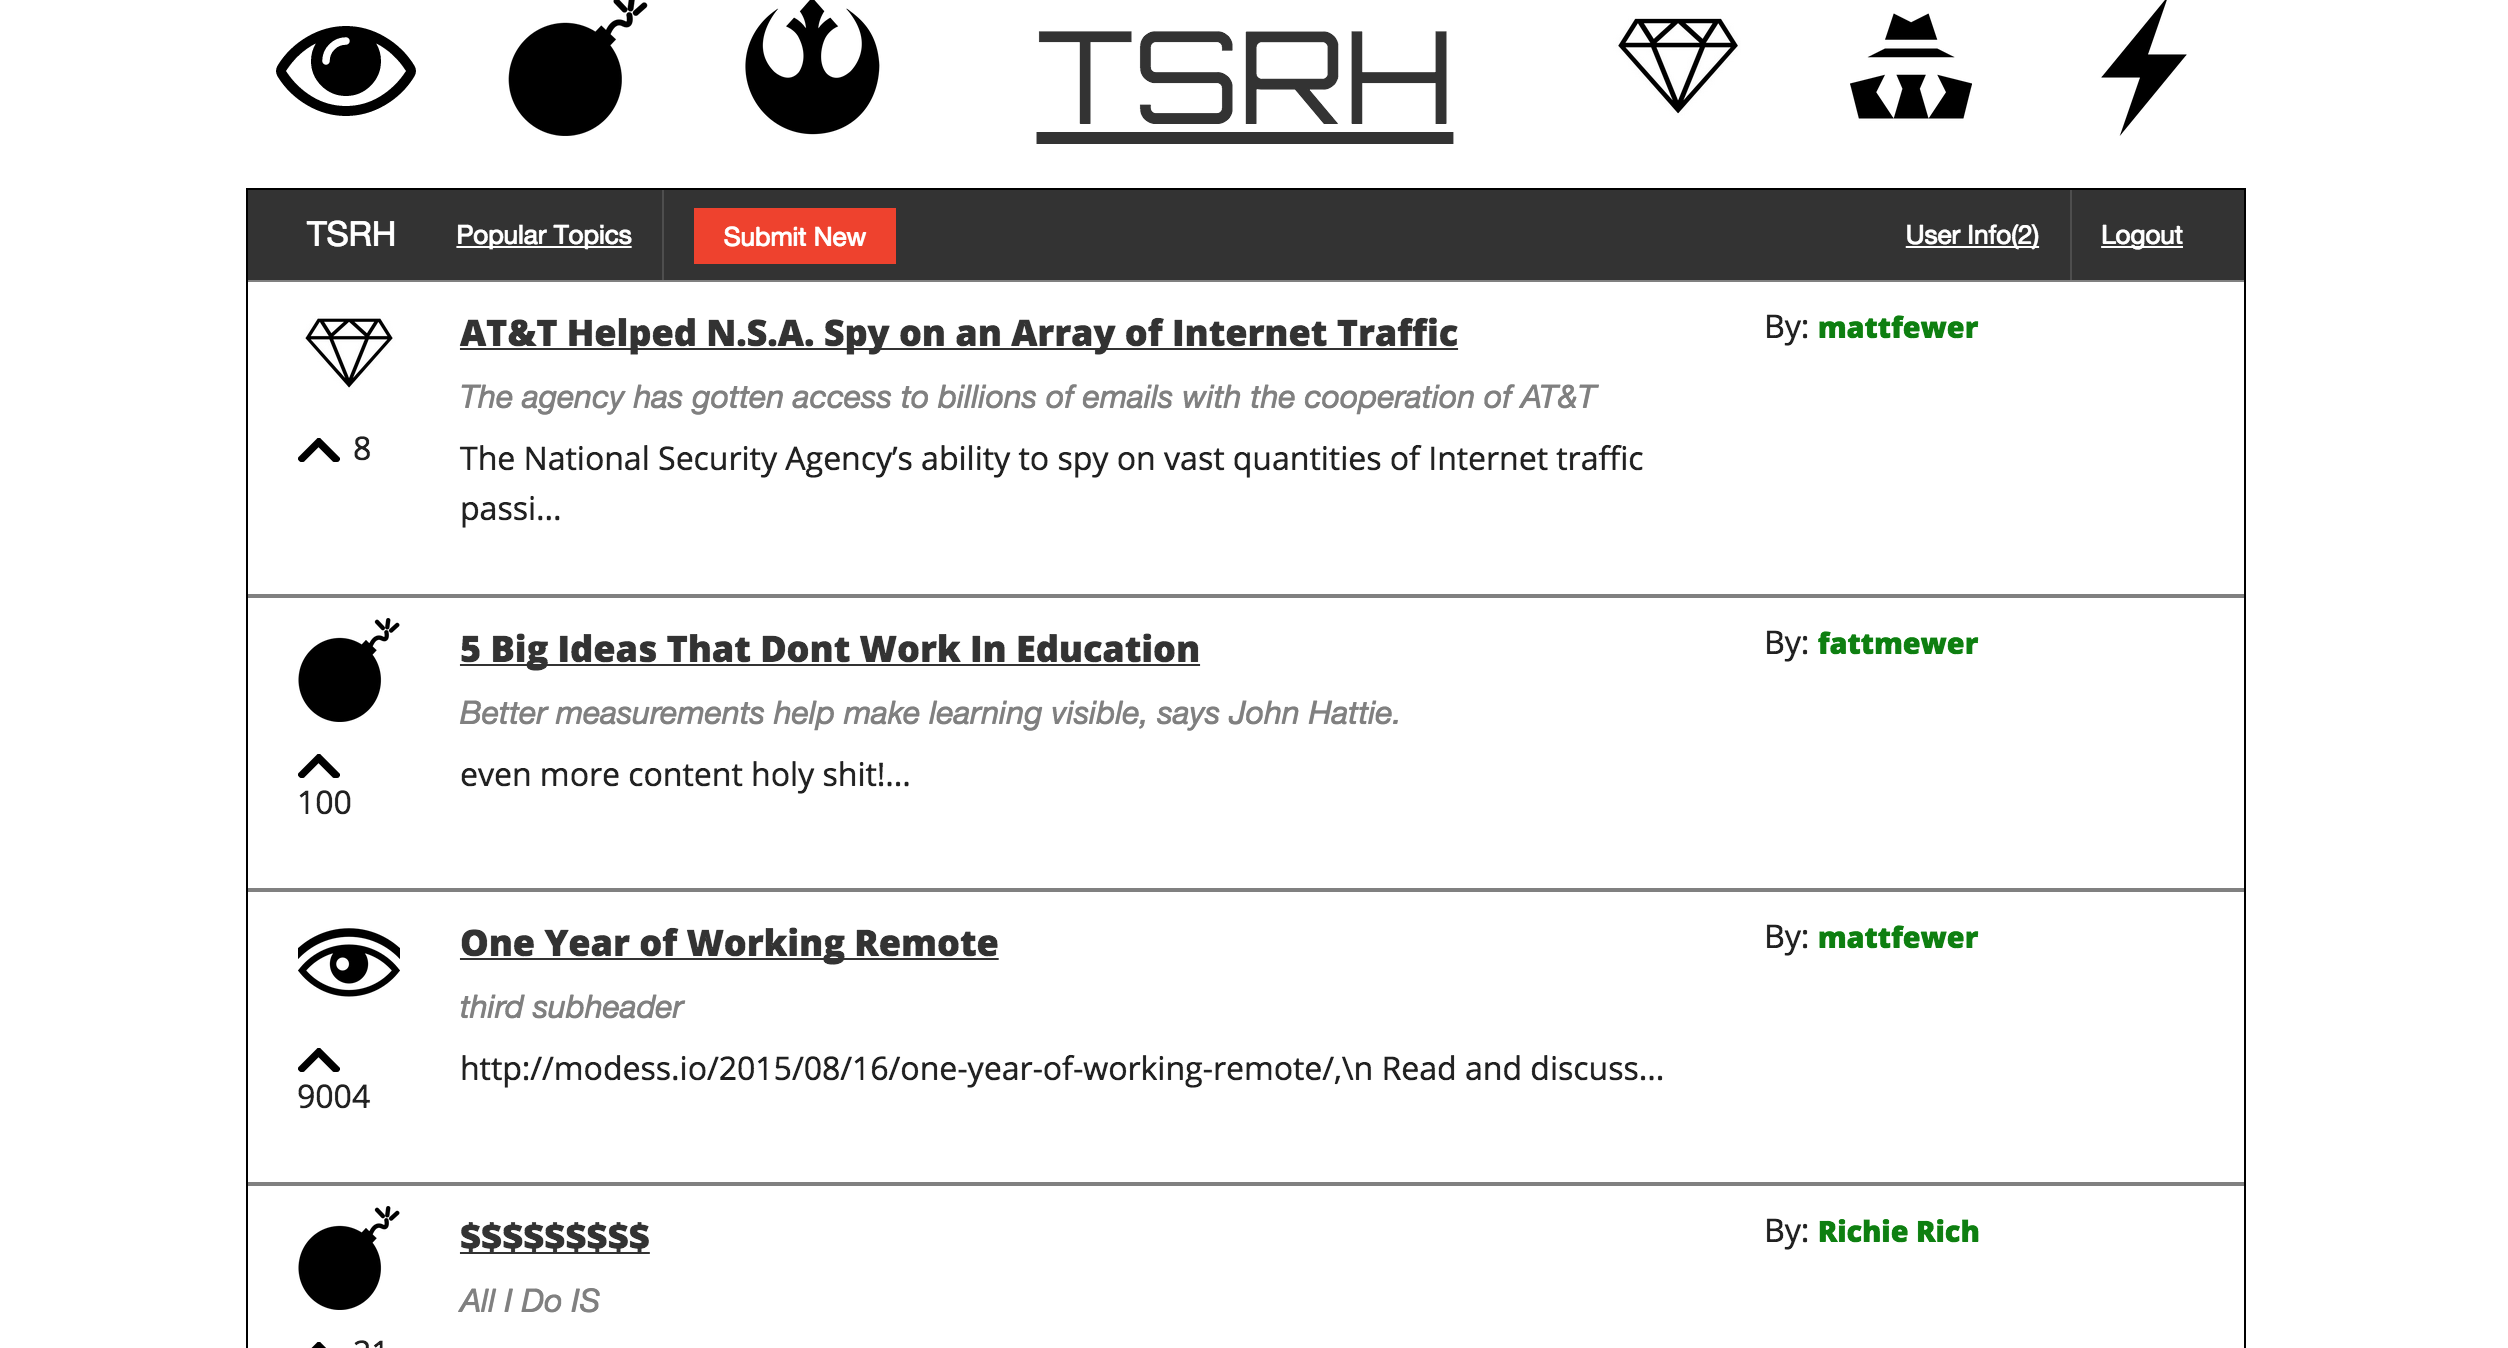 TSRH
TSRH Popular Topics Submit New User Info(2) Logout
AT&T Helped N.S.A. Spy on an Array of Internet Traffic
By: mattfewer
The agency has gotten access to billions of emails with the cooperation of AT&T
8
The National Security Agency’s ability to spy on vast quantities of Internet traffic
passi...
5 Big Ideas That Dont Work In Education
By: fattmewer
Better measurements help make learning visible, says John Hattie.
even more content holy shit!...
100
One Year of Working Remote
By: mattfewer
third subheader
http://modess.io/2015/08/16/one-year-of-working-remote/,\n Read and discuss...
9004
$$$$$$$$$
By: Richie Rich
All I Do IS